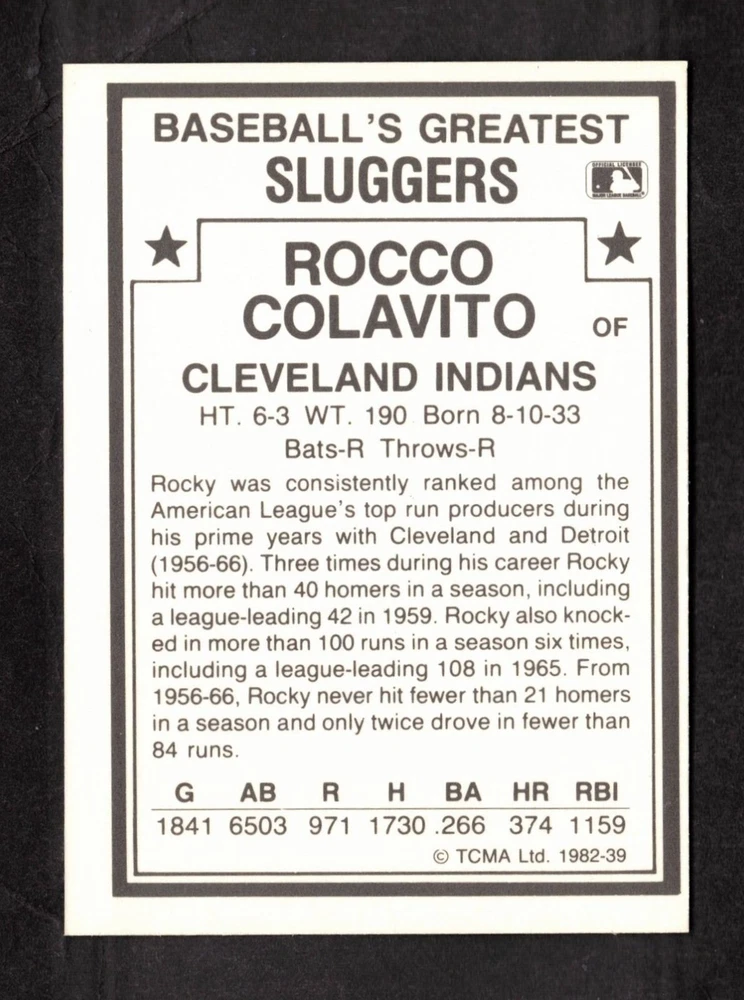 BASEBALL'S GREATEST
SLUGGERS
OFFICIAL LICENSEE
MAJOR LEAGUE BASEBALL
ROCCO
COLAVITO OF
CLEVELAND INDIANS
HT. 6-3 WT. 190 Born 8-10-33
Bats-R Throws-R
Rocky was consistently ranked among the
American League's top run producers during
his prime years with Cleveland and Detroit
(1956-66). Three times during his career Rocky
hit more than 40 homers in a season, including
a league-leading 42 in 1959. Rocky also knock-
ed in more than 100 runs in a season six times,
including a league-leading 108 in 1965. From
1956-66, Rocky never hit fewer than 21 homers
in a season and only twice drove in fewer than
84 runs.
G AB R H BA HR RBI
1841 6503 971 1730 .266 374 1159
© TCMA Ltd. 1982-39